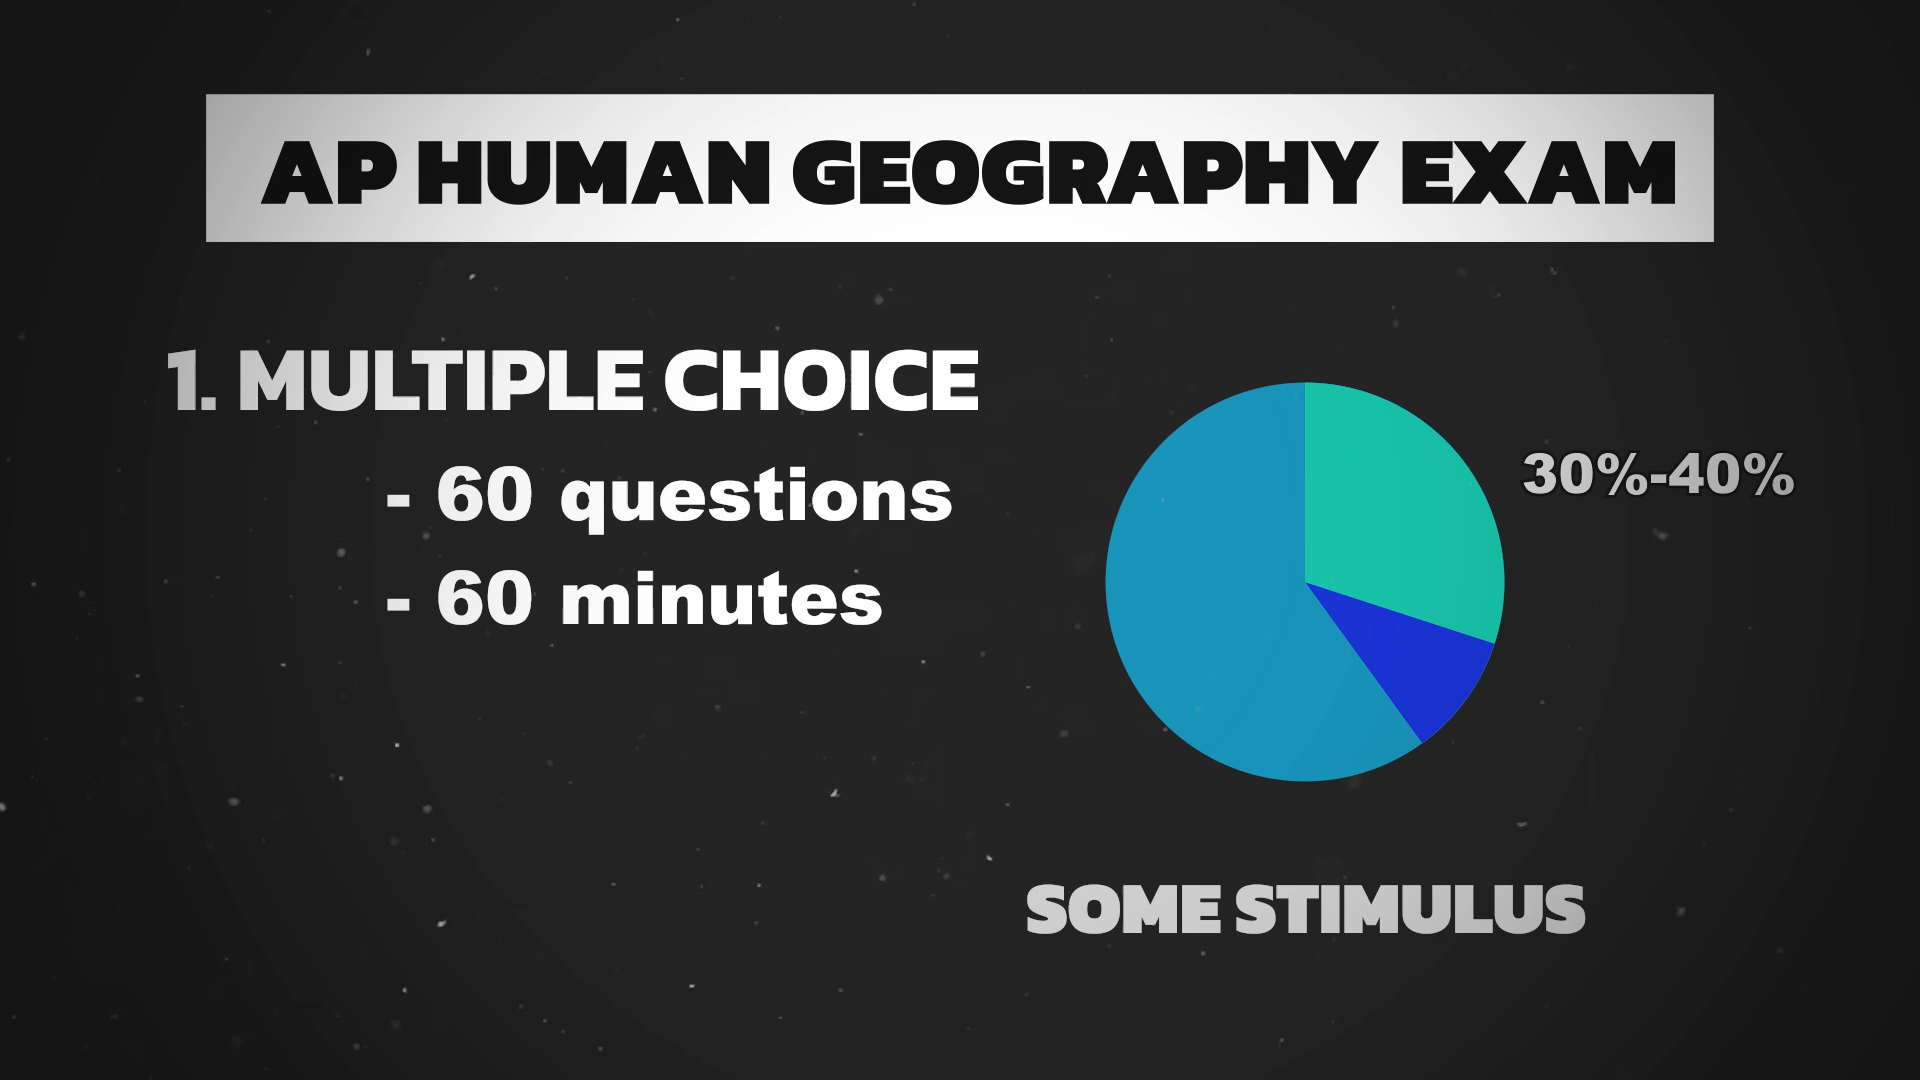 AP HUMAN GEOGRAPHY EXAM
1. MULTIPLE CHOICE
- 60 questions
- 60 minutes
30%-40%
SOME STIMULUS